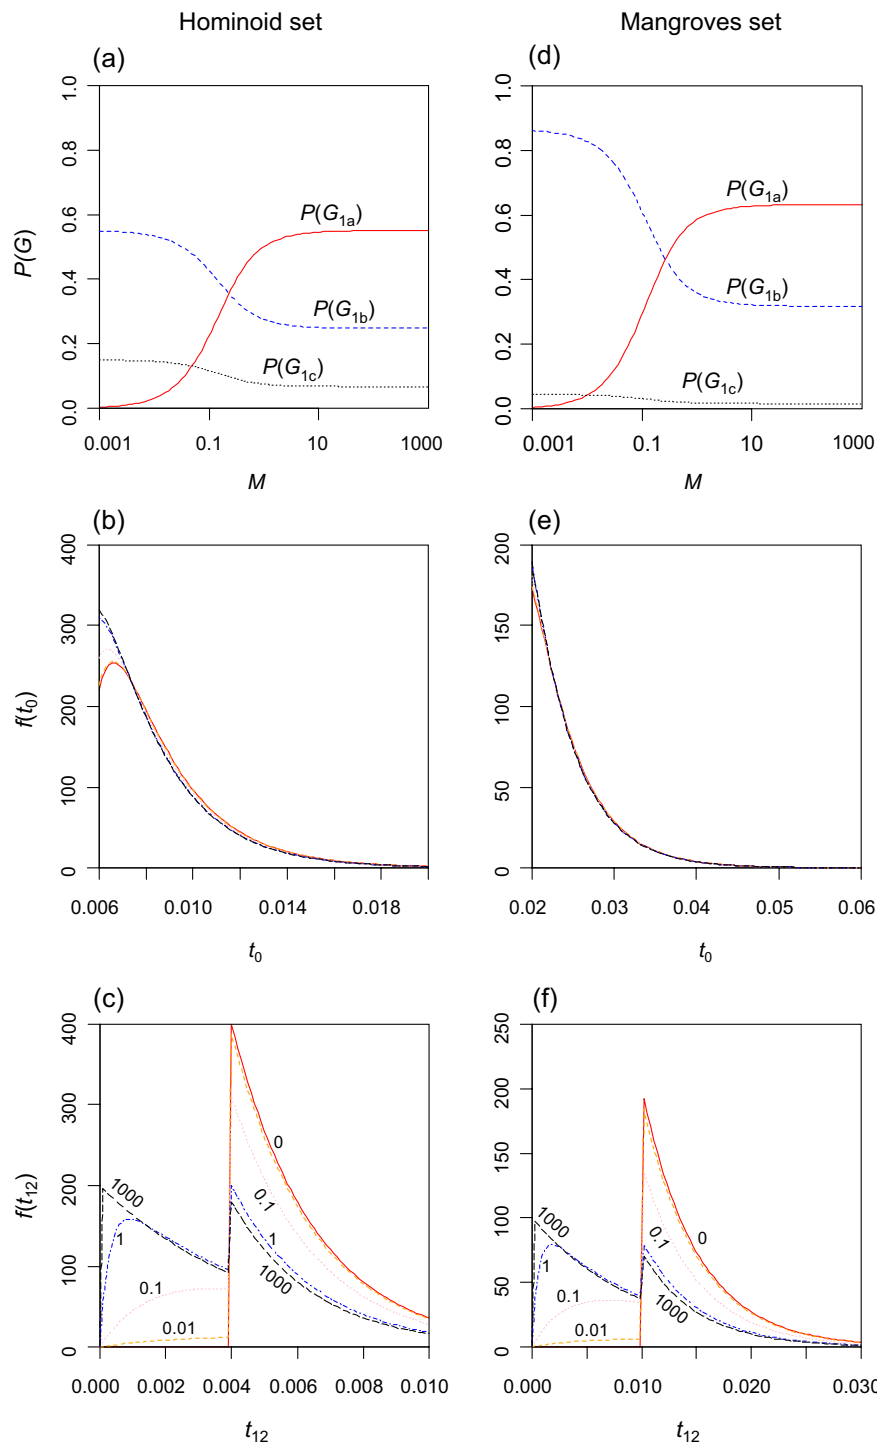 Hominoid set
Mangroves set
(a)
P(G)
0.0 0.2 0.4 0.6 0.8 1.0
P(G1a)
P(G1b)
P(G1c)
0.001 0.1 10 1000
M
(d)
0.0 0.2 0.4 0.6 0.8 1.0
P(G1a)
P(G1b)
P(G1c)
0.001 0.1 10 1000
M
(b)
f(t0)
0 100 200 300 400
0.006 0.010 0.014 0.018
t0
(e)
0 50 100 150 200
0.02 0.03 0.04 0.05 0.06
t0
(c)
f(t12)
0 100 200 300 400
1000
1
0.1
0.01
0
0.1
1
1000
0.000 0.002 0.004 0.006 0.008 0.010
t12
(f)
0 50 100 150 200 250
1000
1
0.1
0.01
0
0.1
1
1000
0.000 0.010 0.020 0.030
t12